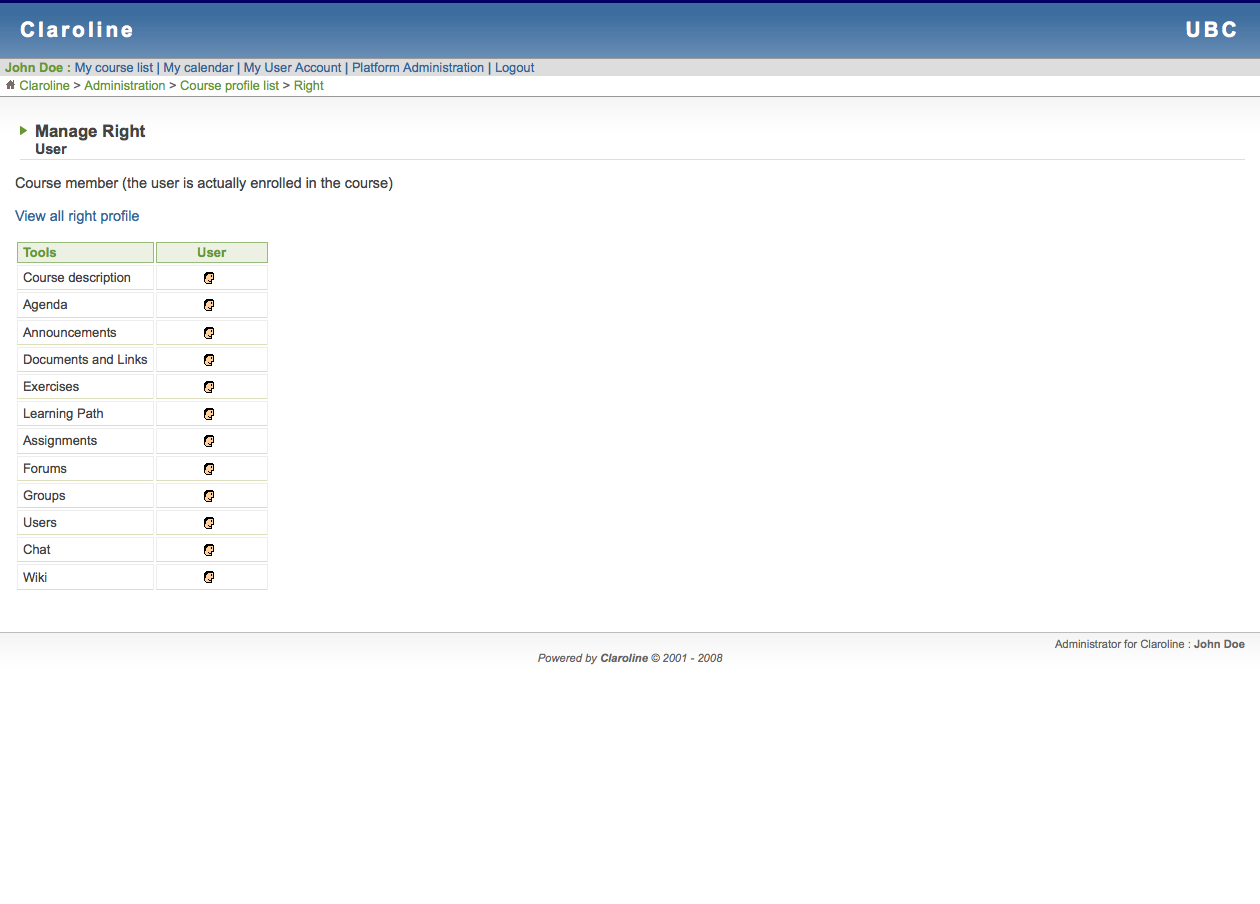 Claroline UBC
John Doe : My course list | My calendar | My User Account | Platform Administration | Logout
Claroline > Administration > Course profile list > Right
Manage Right
User
Course member (the user is actually enrolled in the course)
View all right profile
Tools User
Course description
Agenda
Announcements
Documents and Links
Exercises
Learning Path
Assignments
Forums
Groups
Users
Chat
Wiki
Administrator for Claroline : John Doe
Powered by Claroline © 2001 - 2008